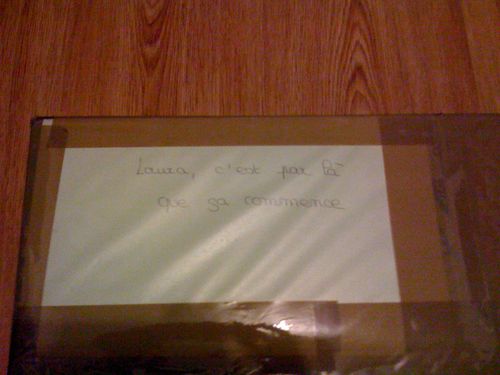 Laura, c'est par là
que ça commence